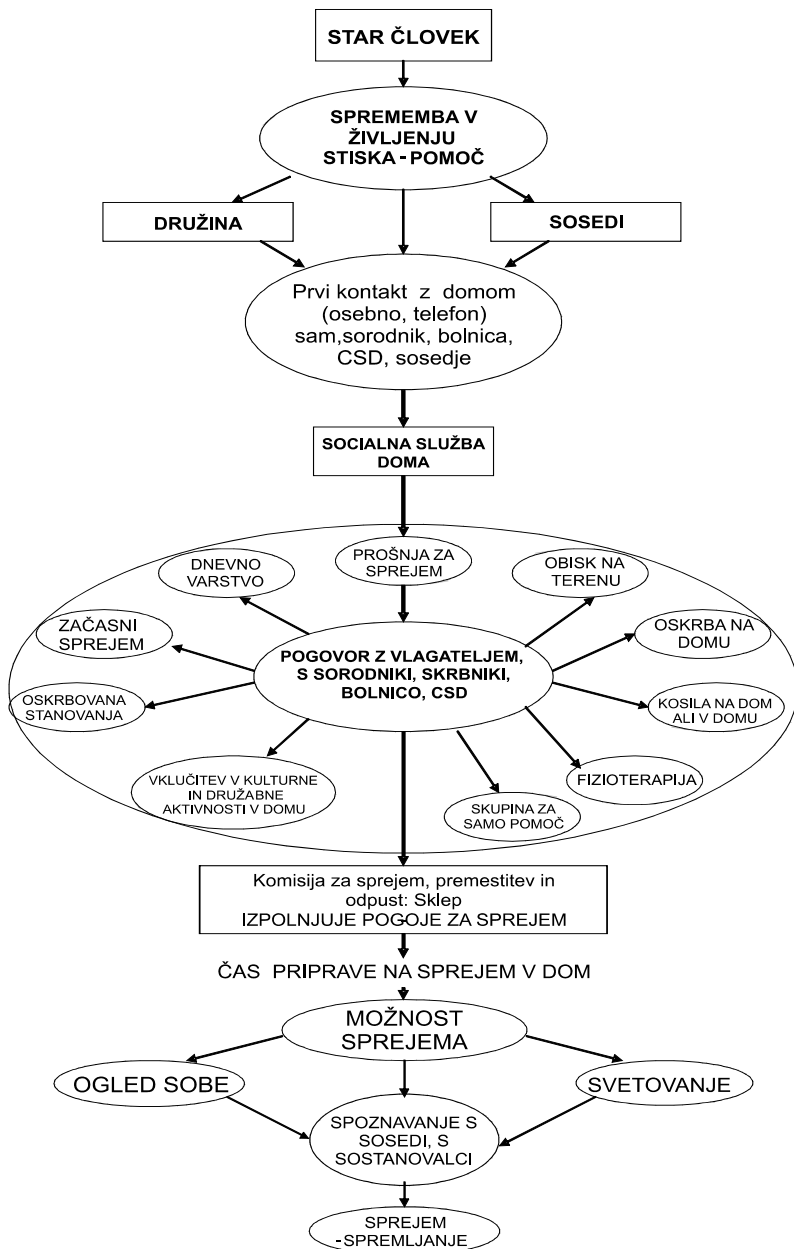 STAR ČLOVEK
SPREMEMBA V
ŽIVLJENJU
STISKA - POMOČ
DRUŽINA
SOSEDI
Prvi kontakt z domom
(osebno, telefon)
sam,sorodnik, bolnica,
CSD, sosedje
SOCIALNA SLUŽBA
DOMA
DNEVNO
VARSTVO
PROŠNJA ZA
SPREJEM
OBISK NA
TERENU
ZAČASNI
SPREJEM
OSKRBA NA
DOMU
POGOVOR Z VLAGATELJEM,
S SORODNIKI, SKRBNIKI,
BOLNICO, CSD
OSKRBOVANA
STANOVANJA
KOSILA NA DOM
ALI V DOMU
VKLUČITEV V KULTURNE
IN DRUŽABNE
AKTIVNOSTI V DOMU
SKUPINA ZA
SAMO POMOČ
FIZIOTERAPIJA
Komisija za sprejem, premestitev in
odpust: Sklep
IZPOLNJUJE POGOJE ZA SPREJEM
ČAS PRIPRAVE NA SPREJEM V DOM
MOŽNOST
SPREJEMA
OGLED SOBE
SVETOVANJE
SPOZNAVANJE S
SOSEDI, S
SOSTANOVALCI
SPREJEM
-SPREMLJANJE